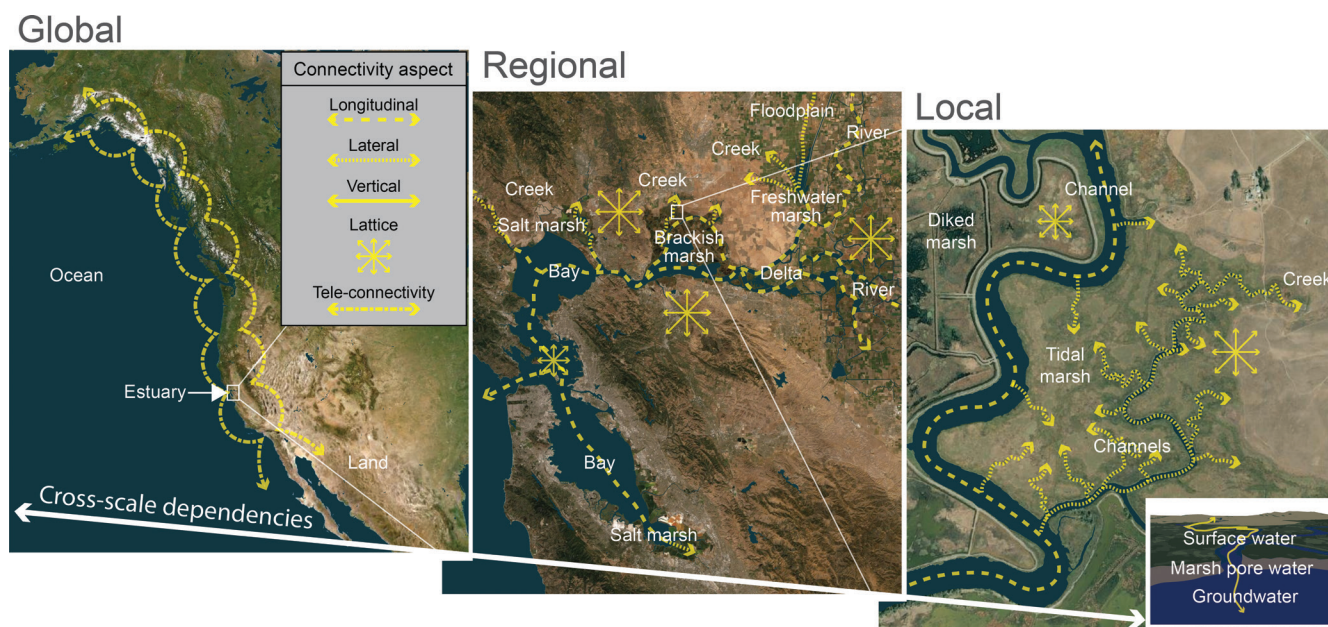 Global
Connectivity aspect
Longitudinal
Lateral
Vertical
Lattice
Tele-connectivity
Ocean
Estuary
Land
Cross-scale dependencies
Regional
Floodplain
River
Creek
Creek
Creek
Salt marsh
Freshwater
marsh
Brackish
marsh
Bay
Delta
River
Bay
Salt marsh
Local
Channel
Diked
marsh
Creek
Tidal
marsh
Channels
Surface water
Marsh pore water
Groundwater